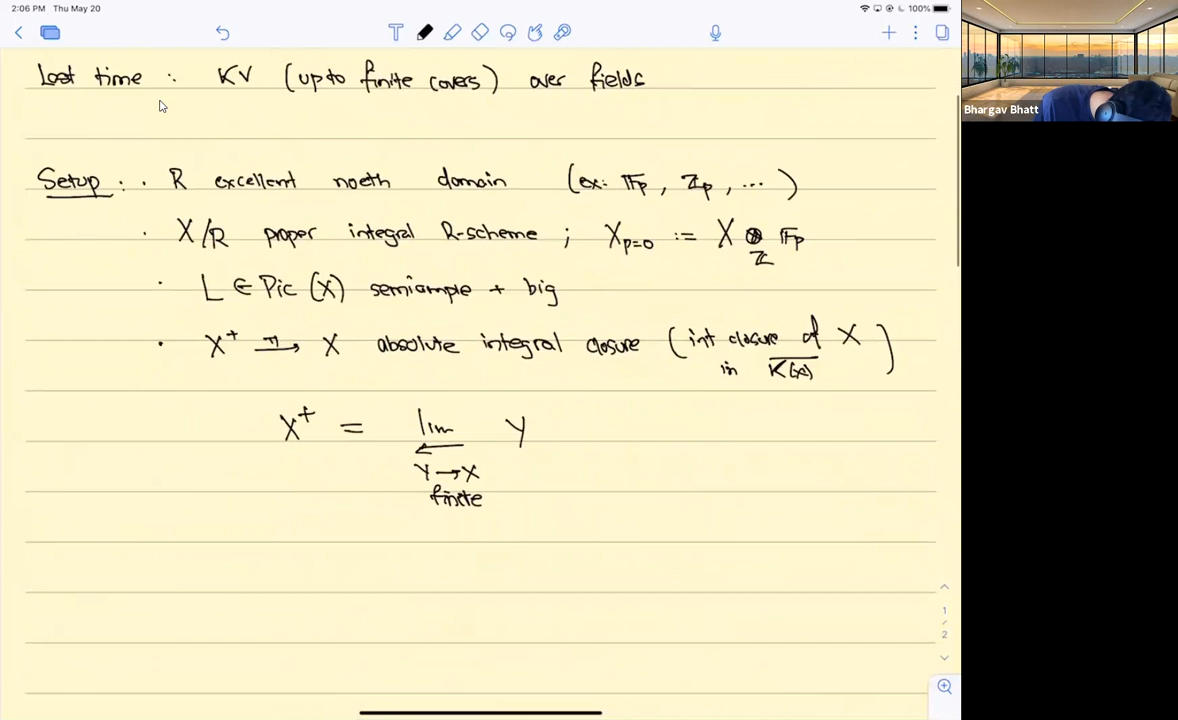 2:06 PM Thu May 20
100%
Last time : KV (up to finite covers) over fields
Setup : · R excellent noeth domain (ex: 𝔽p, ℤp, ...)
· X/R proper integral R-scheme ; X_{p=0} := X ⊗_ℤ 𝔽p
· L ∈ Pic (X) semiample + big
· X⁺ →^π X absolute integral closure (int closure of X
in \overline{K(X)} )
X⁺ = lim Y
←
Y → X
finite
1
/
2
Bhargav Bhatt